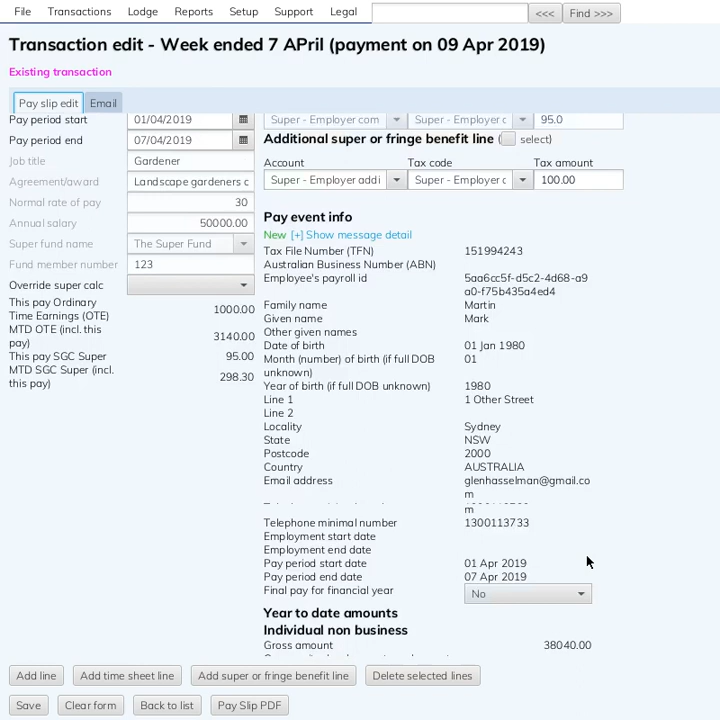 File Transactions Lodge Reports Setup Support Legal <<< Find >>>
Transaction edit - Week ended 7 APril (payment on 09 Apr 2019)
Existing transaction
Pay slip edit Email
Pay period start 01/04/2019
Pay period end 07/04/2019
Job title Gardener
Agreement/award Landscape gardeners c
Normal rate of pay 30
Annual salary 50000.00
Super fund name The Super Fund
Fund member number 123
Override super calc
This pay Ordinary
Time Earnings (OTE) 1000.00
MTD OTE (incl. this
pay) 3140.00
This pay SGC Super 95.00
MTD SGC Super (incl.
this pay) 298.30
Super - Employer com Super - Employer c 95.0
Additional super or fringe benefit line ( select)
Account Tax code Tax amount
Super - Employer addi Super - Employer c 100.00
Pay event info
New [+] Show message detail
Tax File Number (TFN) 151994243
Australian Business Number (ABN)
Employee's payroll id 5aa6cc5f-d5c2-4d68-a9
a0-f75b435a4ed4
Family name Martin
Given name Mark
Other given names
Date of birth 01 Jan 1980
Month (number) of birth (if full DOB 01
unknown)
Year of birth (if full DOB unknown) 1980
Line 1 1 Other Street
Line 2
Locality Sydney
State NSW
Postcode 2000
Country AUSTRALIA
Email address glenhasselman@gmail.co
m
m
Telephone minimal number 1300113733
Employment start date
Employment end date
Pay period start date 01 Apr 2019
Pay period end date 07 Apr 2019
Final pay for financial year No
Year to date amounts
Individual non business
Gross amount 38040.00
Add line Add time sheet line Add super or fringe benefit line Delete selected lines
Save Clear form Back to list Pay Slip PDF